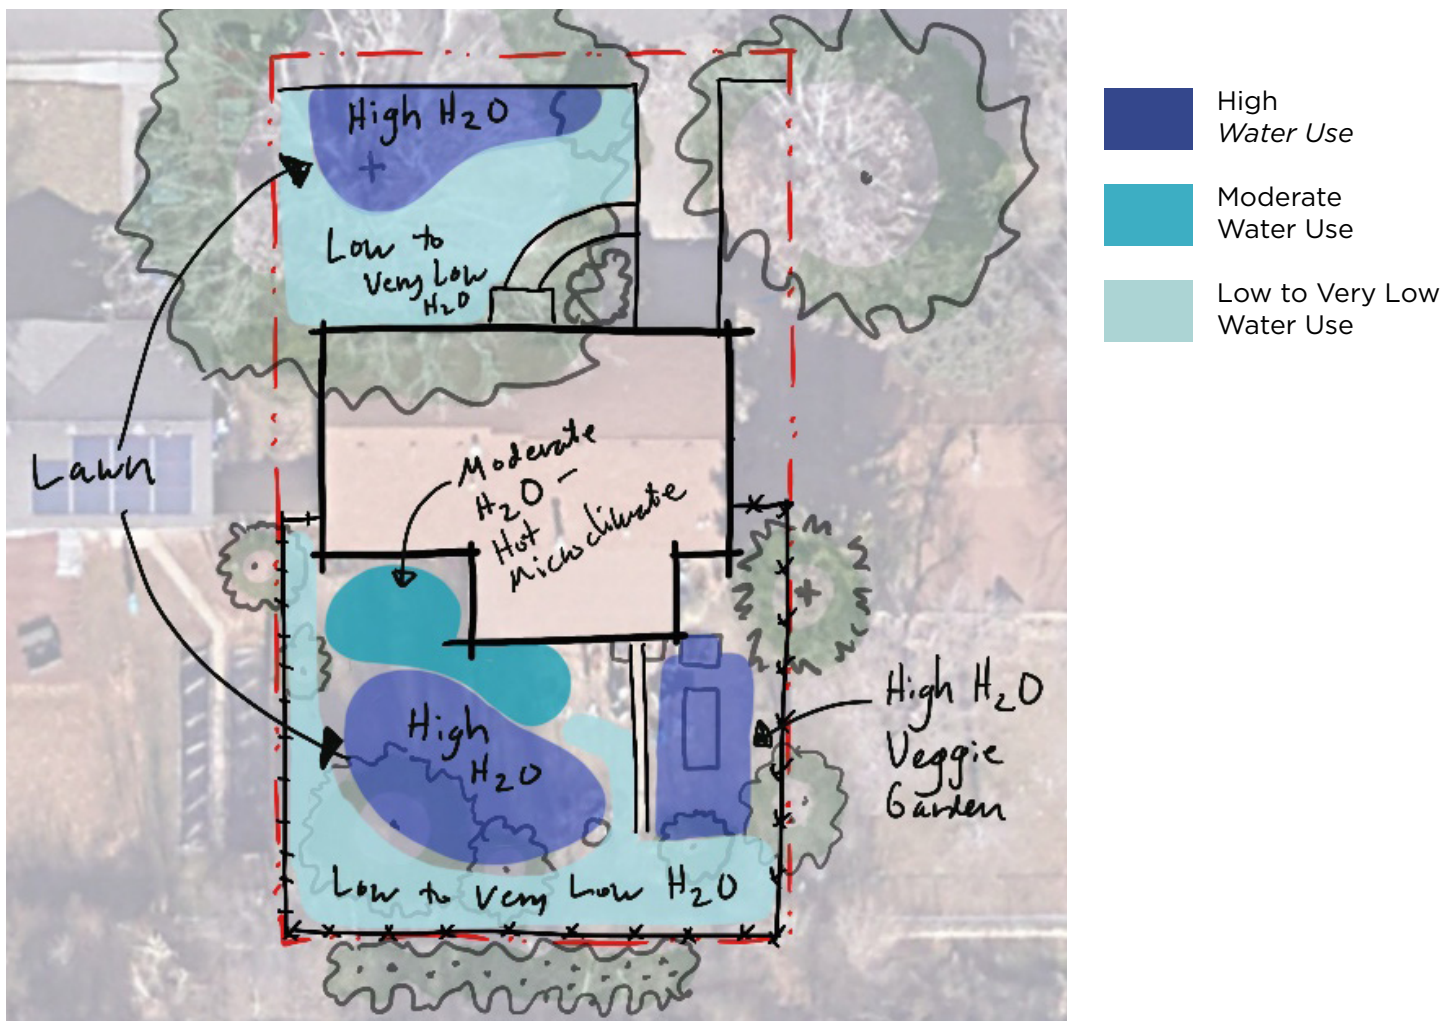 High H2O
Low to
Very Low
H2O
Lawn
Moderate
H2O –
Hot
Microclimate
High
H2O
High H2O
Veggie
Garden
Low to Very Low H2O
High
Water Use
Moderate
Water Use
Low to Very Low
Water Use